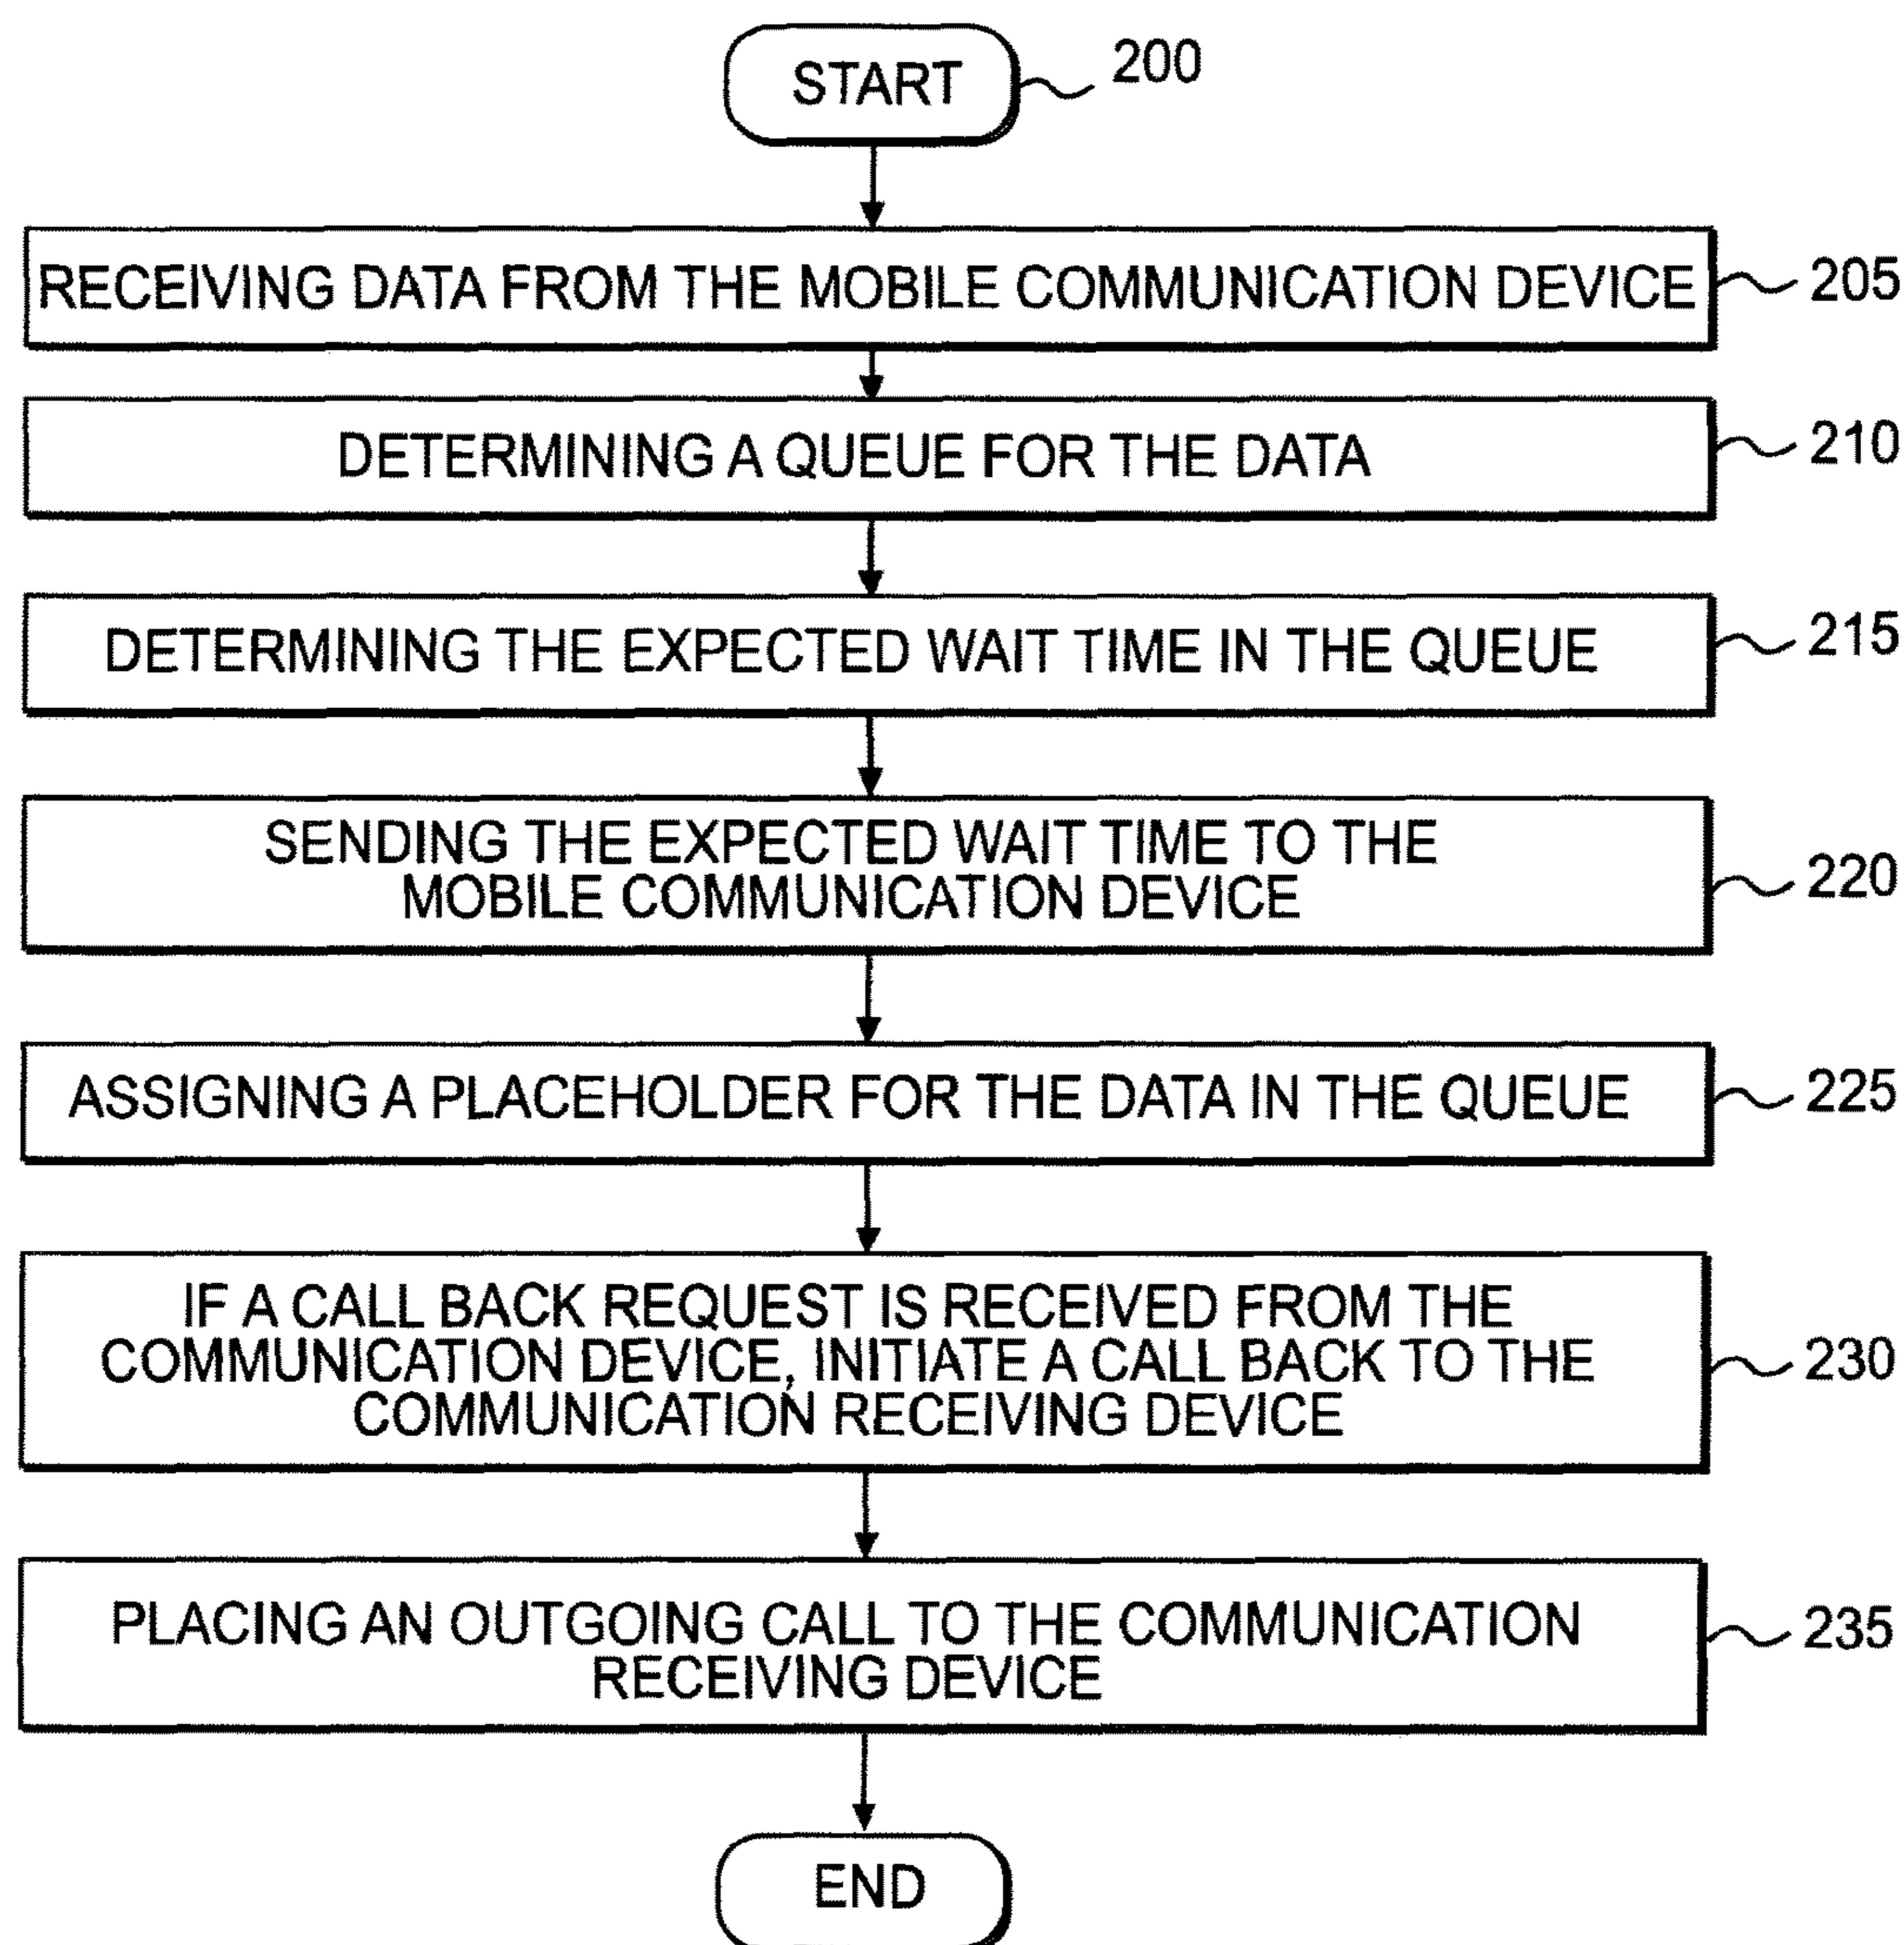 START
200
RECEIVING DATA FROM THE MOBILE COMMUNICATION DEVICE
205
DETERMINING A QUEUE FOR THE DATA
210
DETERMINING THE EXPECTED WAIT TIME IN THE QUEUE
215
SENDING THE EXPECTED WAIT TIME TO THE
MOBILE COMMUNICATION DEVICE
220
ASSIGNING A PLACEHOLDER FOR THE DATA IN THE QUEUE
225
IF A CALL BACK REQUEST IS RECEIVED FROM THE
COMMUNICATION DEVICE, INITIATE A CALL BACK TO THE
COMMUNICATION RECEIVING DEVICE
230
PLACING AN OUTGOING CALL TO THE COMMUNICATION
RECEIVING DEVICE
235
END